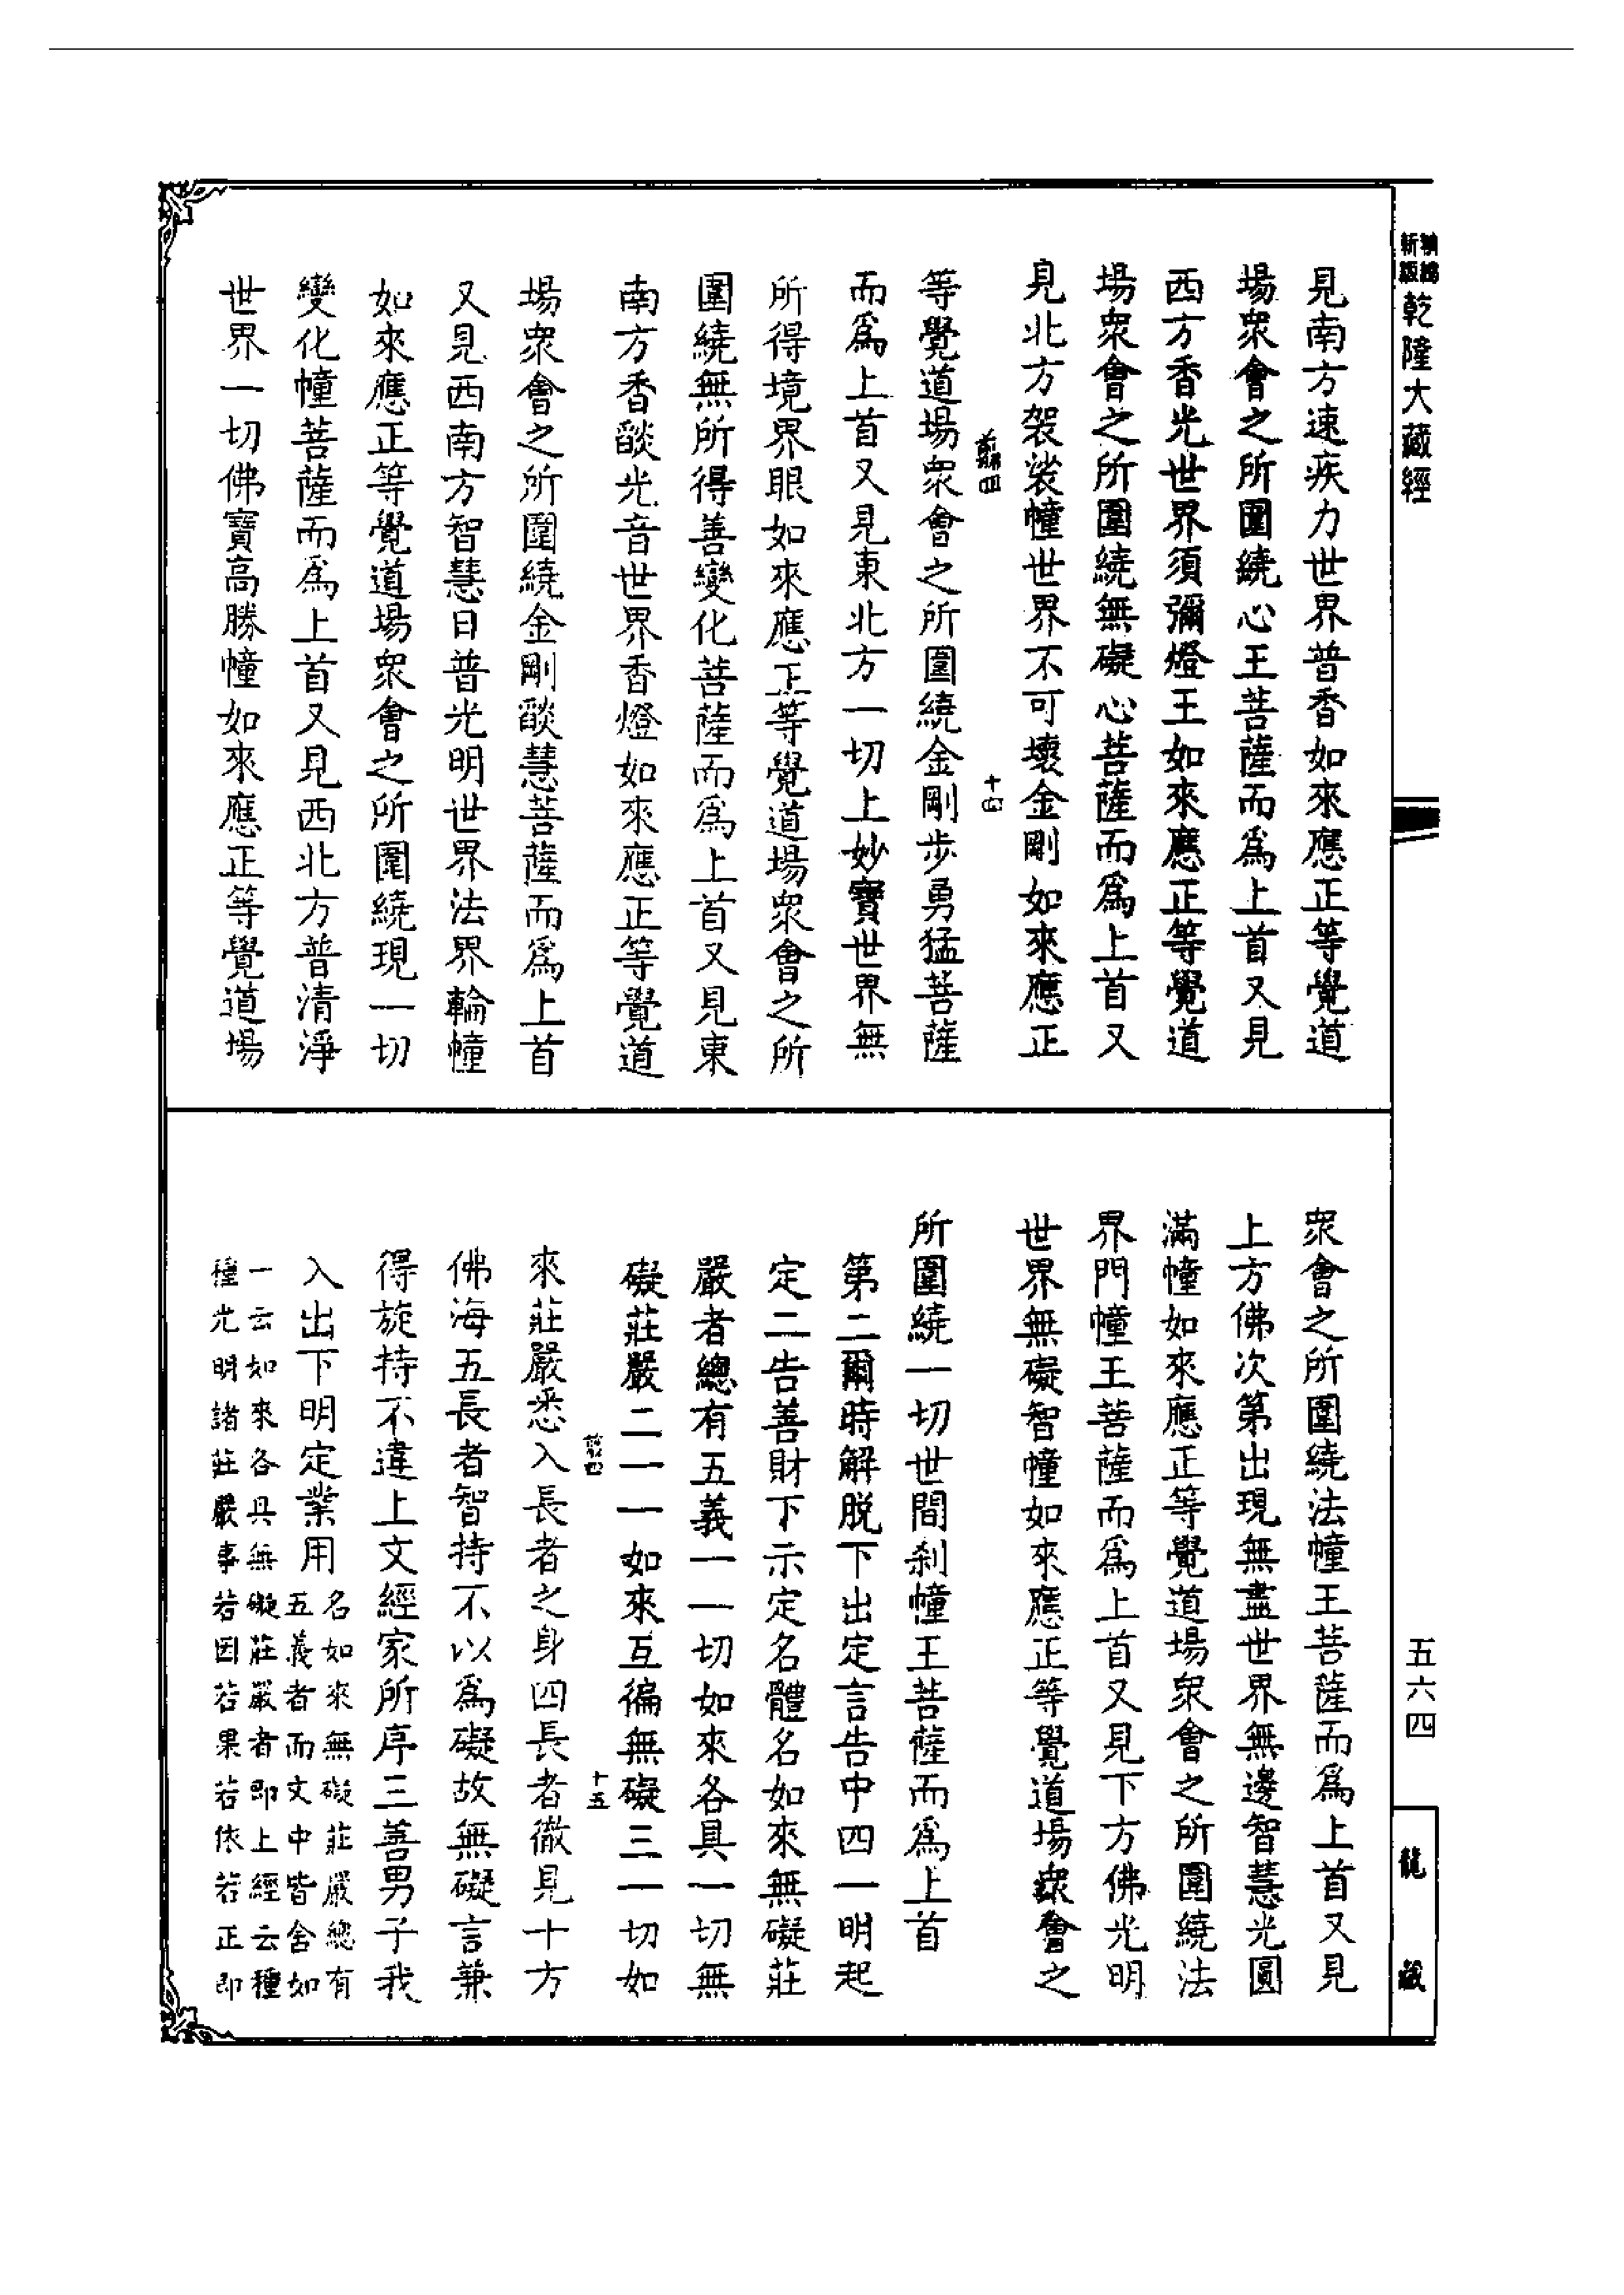 乾隆大藏經
見南方速疾力世界普香如來應正等覺道
場衆會之所圍繞心王菩薩而爲上首又見
西方香光世界須彌燈王如來應正等覺道
場衆會之所圍繞無礙心菩薩而爲上首又
見北方袈裟幢世界不可壞金剛如來應正
十四
等覺道場衆會之所圍繞金剛步勇猛菩薩
而爲上首又見東北方一切上妙寶世界無
所得境界眼如來應正等覺道場衆會之所
圍繞無所得善變化菩薩而爲上首又見東
南方香燄光音世界香燈如來應正等覺道
場衆會之所圍繞金剛燄慧菩薩而爲上首
又見西南方智慧日普光明世界法界輪幢
如來應正等覺道場衆會之所圍繞現一切
變化幢菩薩而爲上首又見西北方普清淨
世界一切佛寶高勝幢如來應正等覺道場
五六四
龍藏
衆會之所圍繞法幢王菩薩而爲上首又見
上方佛次第出現無盡世界無邊智慧光圓
滿幢如來應正等覺道場衆會之所圍繞法
界門幢王菩薩而爲上首又見下方佛光明
世界無礙智幢如來應正等覺道場衆會之
所圍繞一切世間刹幢王菩薩而爲上首
第二爾時解脱下出定言告中四一明起
定二告善財下示定名體名如來無礙莊
嚴者總有五義一一切如來各具一切無
礙莊嚴二一一如來互徧無礙三一切如
十五
來莊嚴悉入長者之身四長者徹見十方
佛海五長者智持不以爲礙故無礙言兼
得旋持不違上文經家所序三善男子我
入出下明定業用
名如來無礙莊嚴總有
五義者而文中皆含如
一云如來各具無礙莊嚴者即上經云種
種光明諸莊嚴事若因若果若依若正即